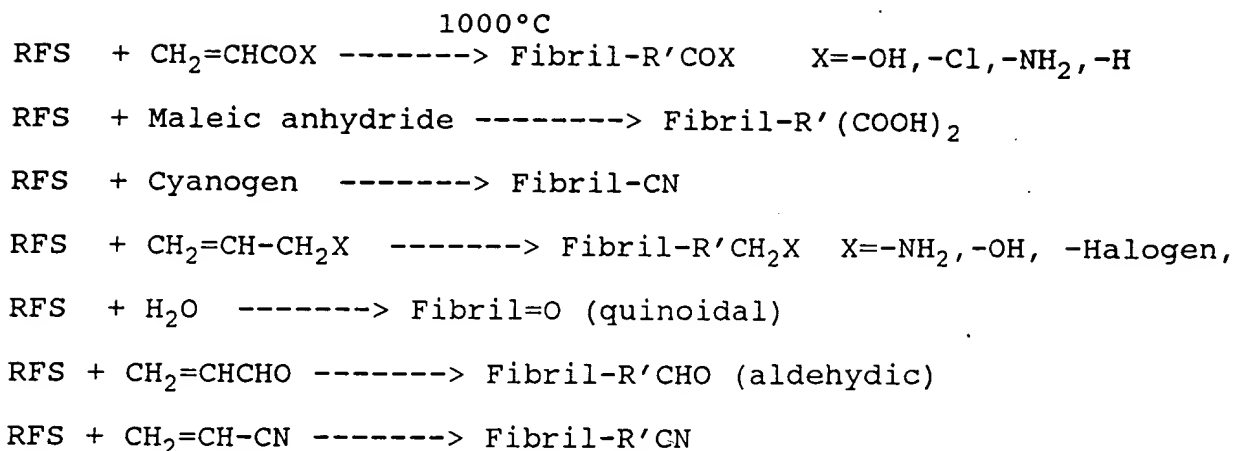 1000°C
RFS + CH₂=CHCOX -------> Fibril-R'COX X=-OH,-Cl,-NH₂,-H
RFS + Maleic anhydride --------> Fibril-R'(COOH)₂
RFS + Cyanogen -------> Fibril-CN
RFS + CH₂=CH-CH₂X -------> Fibril-R'CH₂X X=-NH₂,-OH, -Halogen,
RFS + H₂O -------> Fibril=O (quinoidal)
RFS + CH₂=CHCHO -------> Fibril-R'CHO (aldehydic)
RFS + CH₂=CH-CN -------> Fibril-R'CN